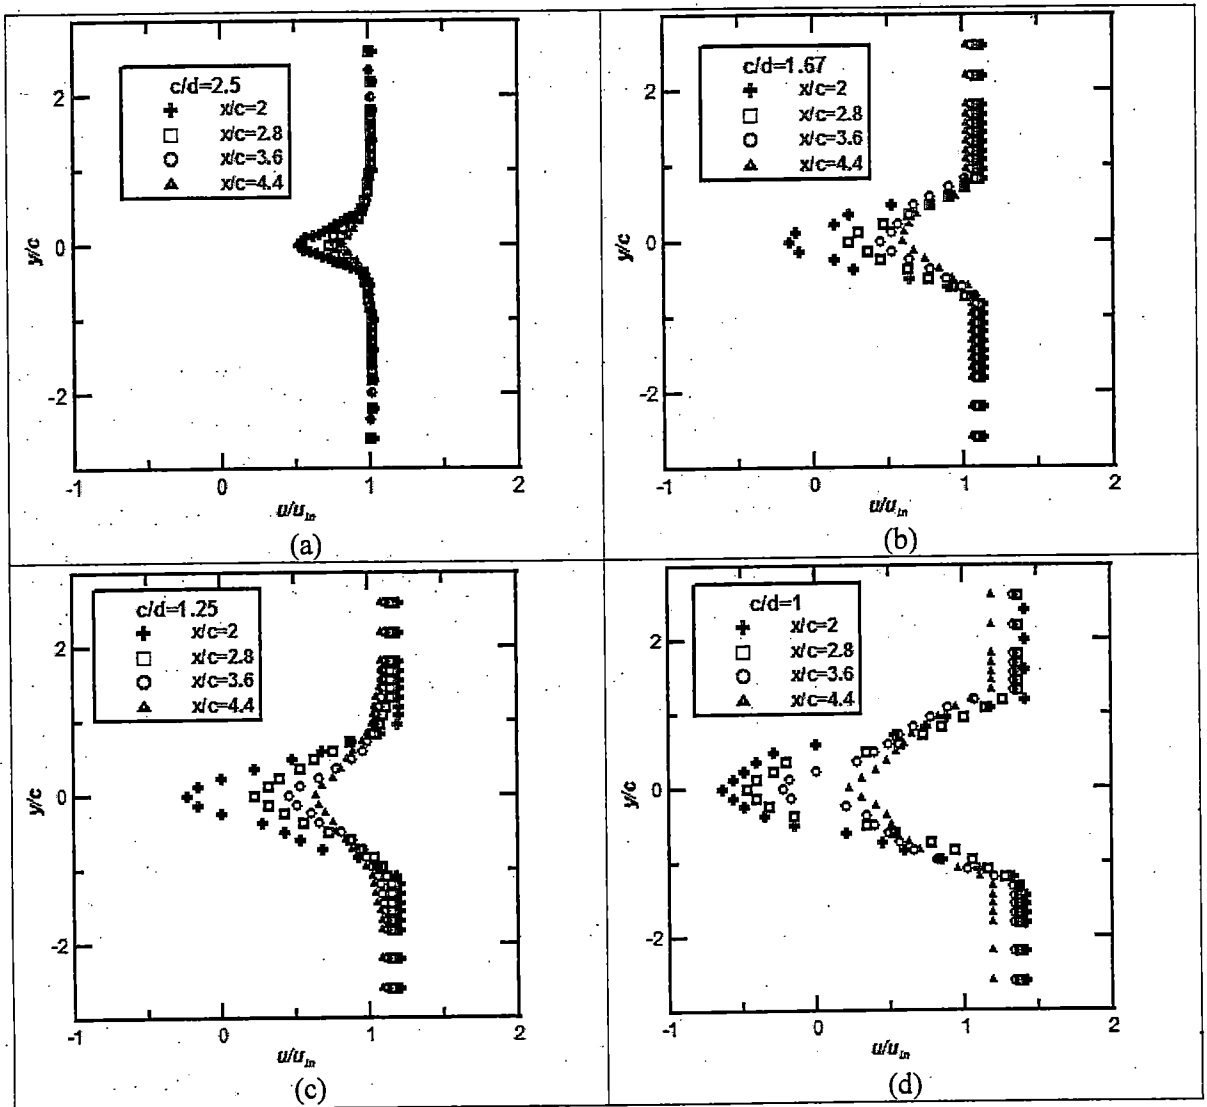 c/d=2.5
x/c=2
x/c=2.8
x/c=3.6
x/c=4.4
2
0
-2
y/c
-1
0
1
2
u/u_in
(a)
c/d=1.67
x/c=2
x/c=2.8
x/c=3.6
x/c=4.4
2
0
-2
y/c
-1
0
1
2
u/u_in
(b)
c/d=1.25
x/c=2
x/c=2.8
x/c=3.6
x/c=4.4
2
0
-2
y/c
-1
0
1
2
u/u_in
(c)
c/d=1
x/c=2
x/c=2.8
x/c=3.6
x/c=4.4
2
0
-2
y/c
-1
0
1
2
u/u_in
(d)